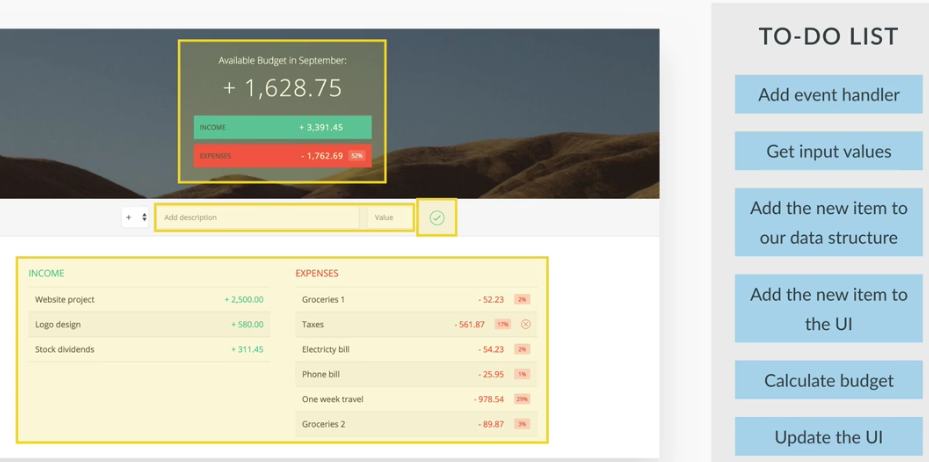 Available Budget in September:
+ 1,628.75
INCOME + 3,391.45
EXPENSES - 1,762.69 52%
+ Add description Value
INCOME
Website project + 2,500.00
Logo design + 580.00
Stock dividends + 311.45
EXPENSES
Groceries 1 - 52.23 2%
Taxes - 561.87 17%
Electricty bill - 54.23 2%
Phone bill - 25.95 1%
One week travel - 978.54 29%
Groceries 2 - 89.87 3%
TO-DO LIST
Add event handler
Get input values
Add the new item to
our data structure
Add the new item to
the UI
Calculate budget
Update the UI